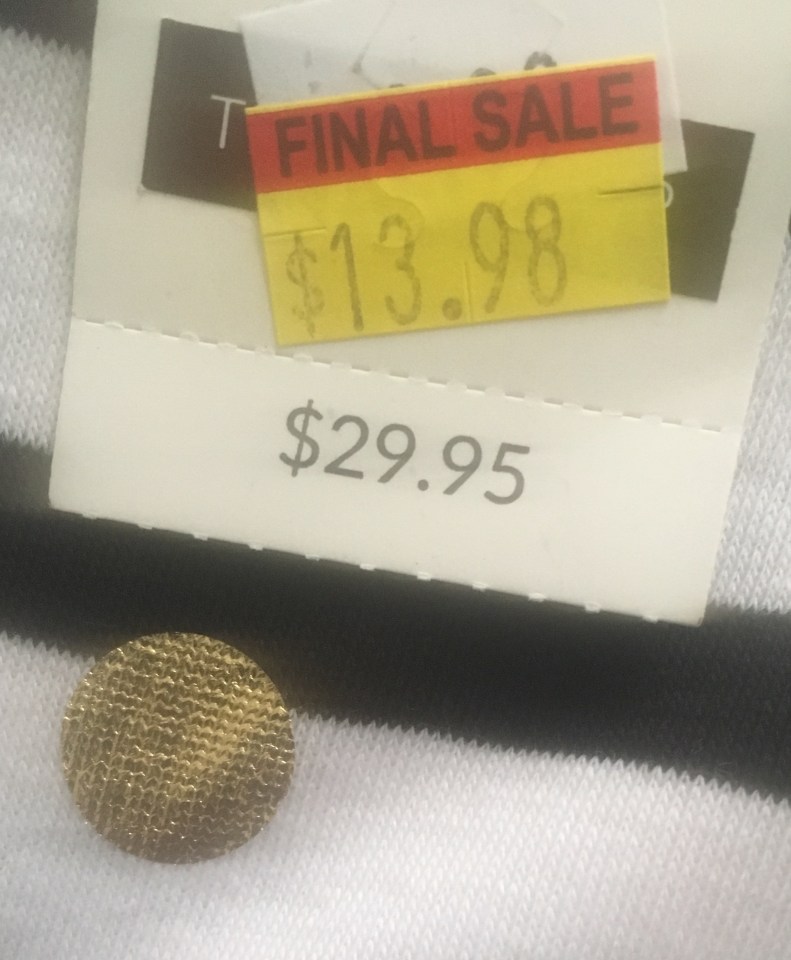 T
FINAL SALE
$13.98
$29.95